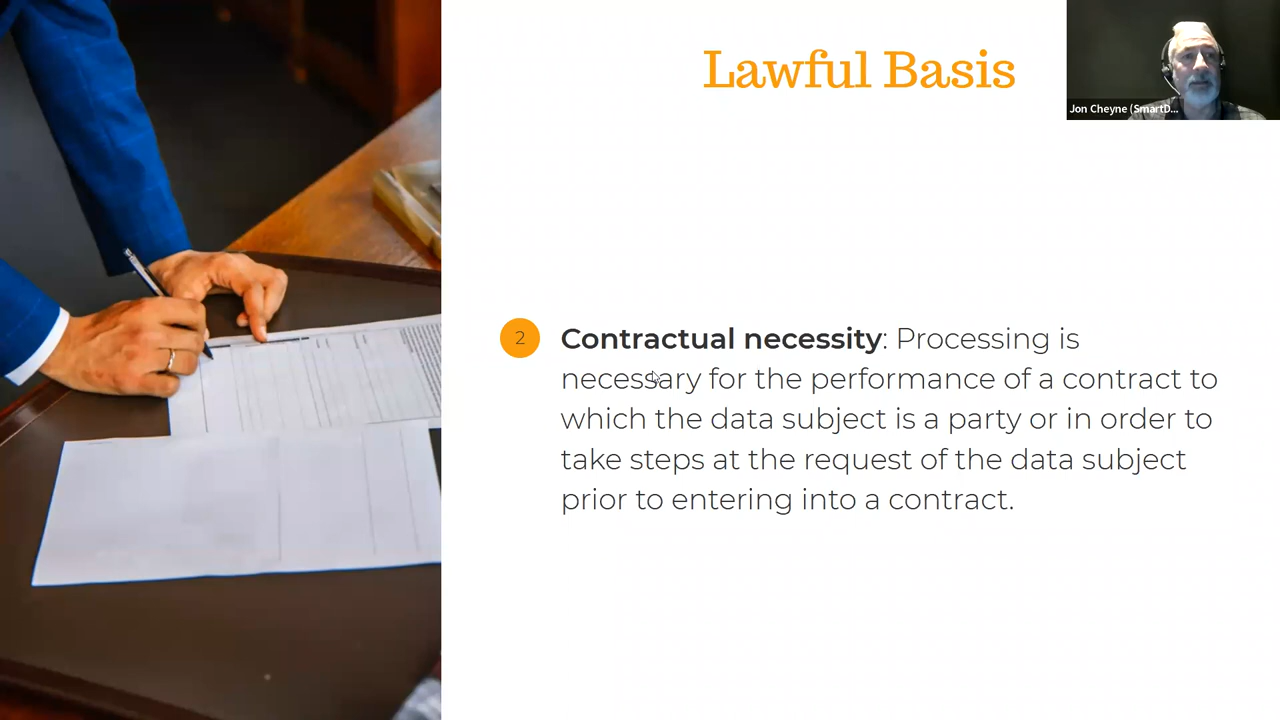 Lawful Basis
Jon Cheyne (SmartD...
2
Contractual necessity: Processing is
necessary for the performance of a contract to
which the data subject is a party or in order to
take steps at the request of the data subject
prior to entering into a contract.